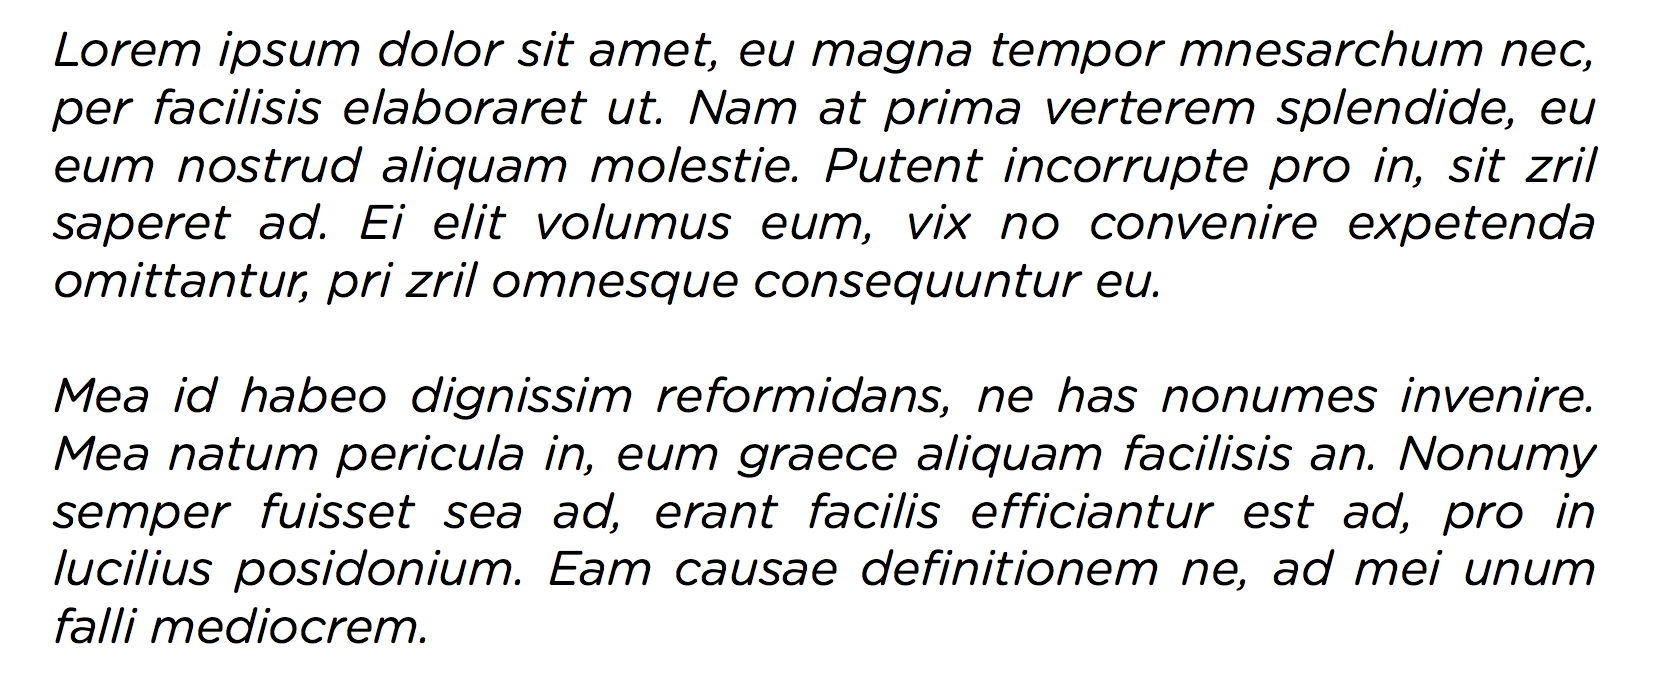 Lorem ipsum dolor sit amet, eu magna tempor mnesarchum nec,
per facilisis elaboraret ut. Nam at prima verterem splendide, eu
eum nostrud aliquam molestie. Putent incorrupte pro in, sit zril
saperet ad. Ei elit volumus eum, vix no convenire expetenda
omittantur, pri zril omnesque consequuntur eu.

Mea id habeo dignissim reformidans, ne has nonumes invenire.
Mea natum pericula in, eum graece aliquam facilisis an. Nonumy
semper fuisset sea ad, erant facilis efficiantur est ad, pro in
lucilius posidonium. Eam causae definitionem ne, ad mei unum
falli mediocrem.